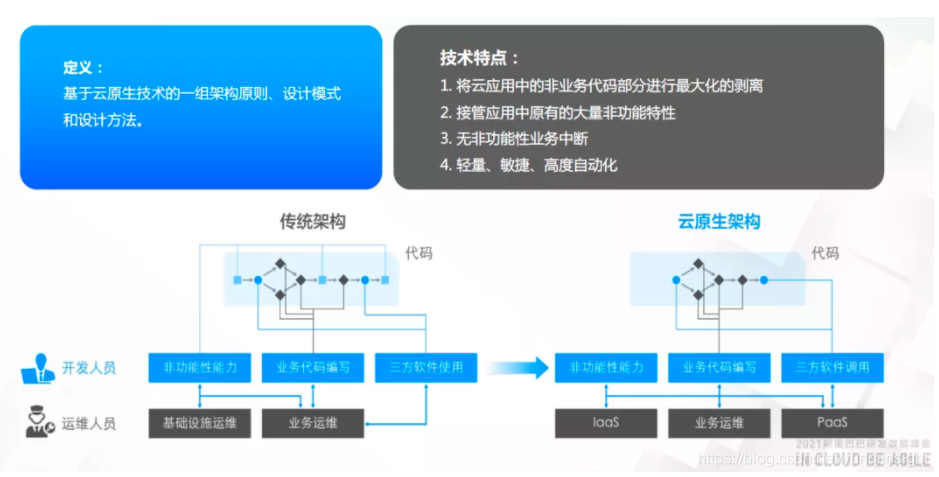 定义：
基于云原生技术的一组架构原则、设计模式
和设计方法。
技术特点：
1. 将云应用中的非业务代码部分进行最大化的剥离
2. 接管应用中原有的大量非功能特性
3. 无非功能性业务中断
4. 轻量、敏捷、高度自动化
传统架构
代码
云原生架构
代码
开发人员
非功能性能力
业务代码编写
三方软件使用
非功能性能力
业务代码编写
三方软件调用
运维人员
基础设施运维
业务运维
IaaS
业务运维
PaaS
2021阿里巴巴研发效能峰会
IN CLOUD BE AGILE
https://blog.csdn